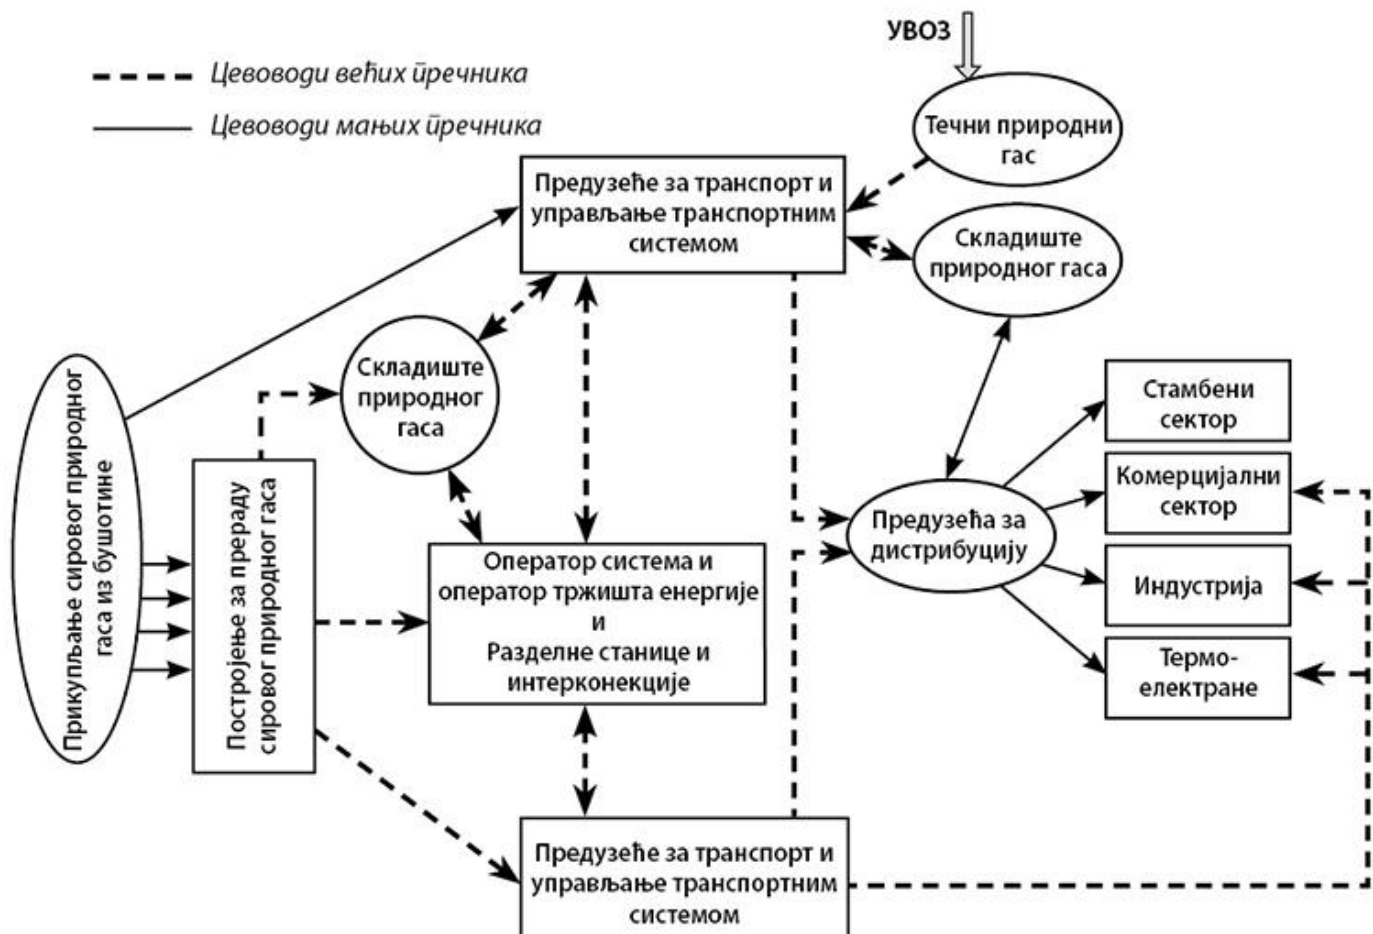 УВОЗ
Цевоводи већих пречника
Цевоводи мањих пречника
Течни природни
гас
Предузеће за транспорт и
управљање транспортним
системом
Складиште
природног гаса
Складиште
природног
гаса
Прикупљање сировог природног
гаса из бушотине
Постројење за прераду
сировог природног гаса
Стамбени
сектор
Комерцијални
сектор
Предузећа за
дистрибуцију
Оператор система и
оператор тржишта енергије
и
Разделне станице и
интерконекције
Индустрија
Термо-
електране
Предузеће за транспорт и
управљање транспортним
системом